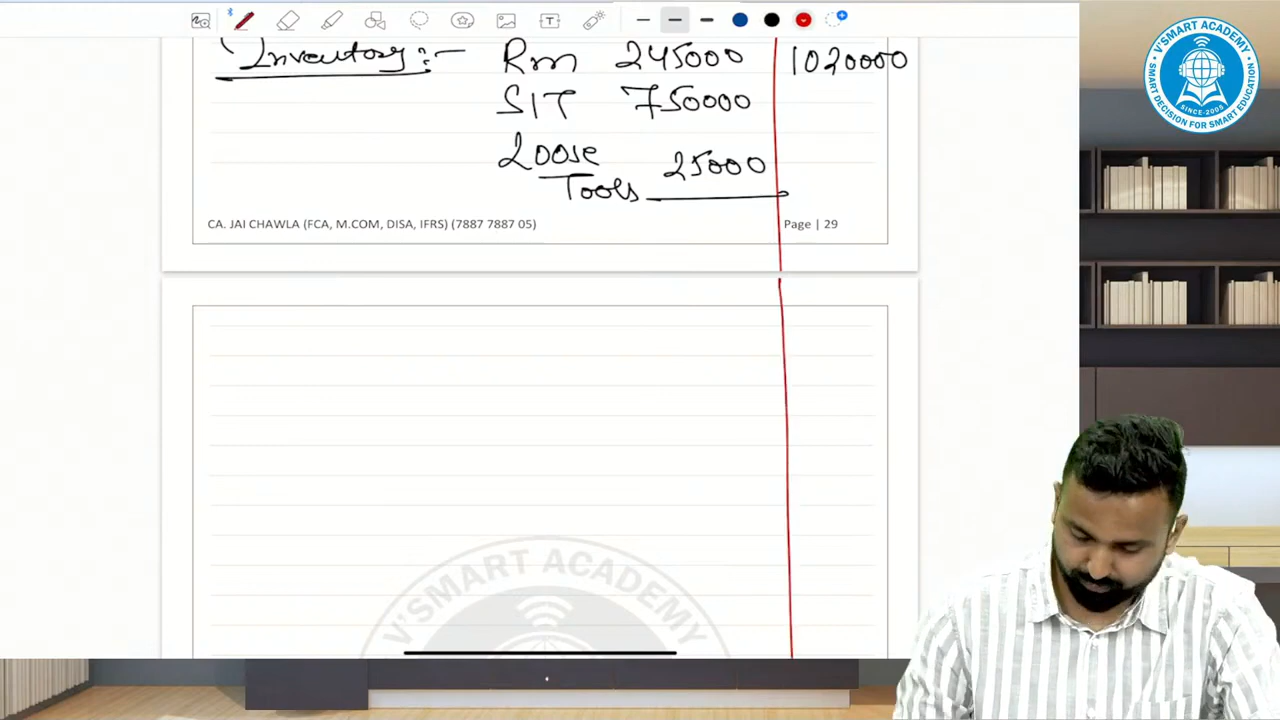 Inventory :- Rm 245000 1020000
SIT 750000
Loose 25000
Tools
CA. JAI CHAWLA (FCA, M.COM, DISA, IFRS) (7887 7887 05) Page | 29
V'SMART ACADEMY
V'SMART ACADEMY
SINCE-2005
SMART DECISION FOR SMART EDUCATION
T